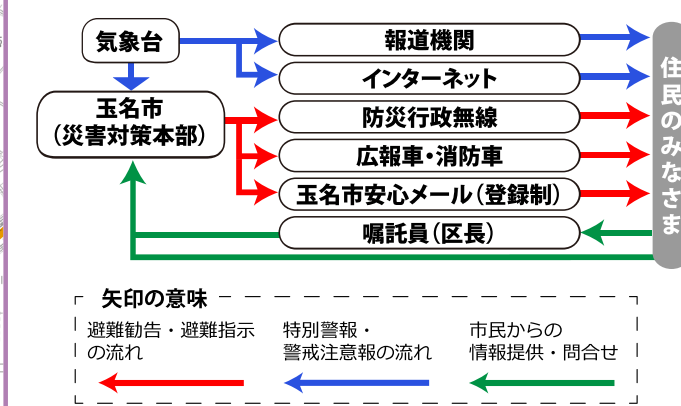 気象台
報道機関
インターネット
玉名市
(災害対策本部)
防災行政無線
広報車・消防車
玉名市安心メール(登録制)
嘱託員(区長)
住民のみなさま
矢印の意味
避難勧告・避難指示
の流れ
特別警報・
警戒注意報の流れ
市民からの
情報提供・問合せ